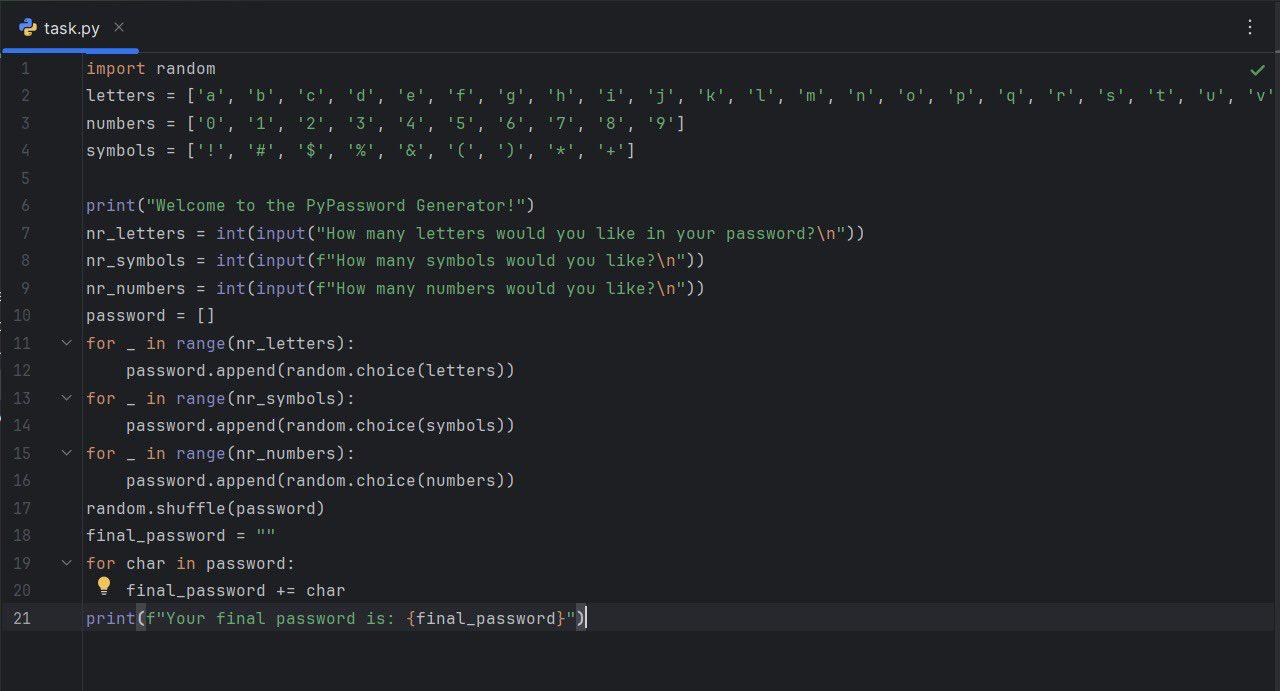 task.py
1 import random
2 letters = ['a', 'b', 'c', 'd', 'e', 'f', 'g', 'h', 'i', 'j', 'k', 'l', 'm', 'n', 'o', 'p', 'q', 'r', 's', 't', 'u', 'v'
3 numbers = ['0', '1', '2', '3', '4', '5', '6', '7', '8', '9']
4 symbols = ['!', '#', '$', '%', '&', '(', ')', '*', '+']
5
6 print("Welcome to the PyPassword Generator!")
7 nr_letters = int(input("How many letters would you like in your password?\n"))
8 nr_symbols = int(input(f"How many symbols would you like?\n"))
9 nr_numbers = int(input(f"How many numbers would you like?\n"))
10 password = []
11 for _ in range(nr_letters):
12     password.append(random.choice(letters))
13 for _ in range(nr_symbols):
14     password.append(random.choice(symbols))
15 for _ in range(nr_numbers):
16     password.append(random.choice(numbers))
17 random.shuffle(password)
18 final_password = ""
19 for char in password:
20     final_password += char
21 print(f"Your final password is: {final_password}")